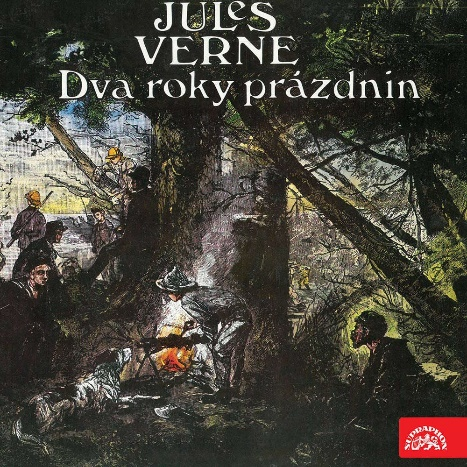 JULES
VERNE
Dva roky prázdnin
SUPRAPHON